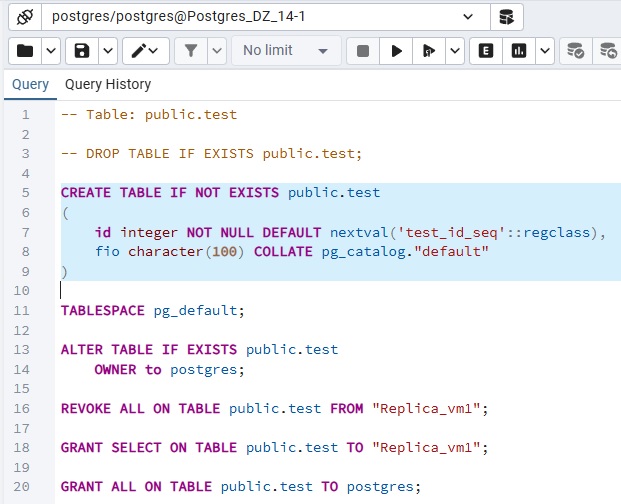 postgres/postgres@Postgres_DZ_14-1
No limit
E
Query Query History
1 -- Table: public.test
2
3 -- DROP TABLE IF EXISTS public.test;
4
5 CREATE TABLE IF NOT EXISTS public.test
6 (
7 id integer NOT NULL DEFAULT nextval('test_id_seq'::regclass),
8 fio character(100) COLLATE pg_catalog."default"
9 )
10
11 TABLESPACE pg_default;
12
13 ALTER TABLE IF EXISTS public.test
14 OWNER to postgres;
15
16 REVOKE ALL ON TABLE public.test FROM "Replica_vm1";
17
18 GRANT SELECT ON TABLE public.test TO "Replica_vm1";
19
20 GRANT ALL ON TABLE public.test TO postgres;